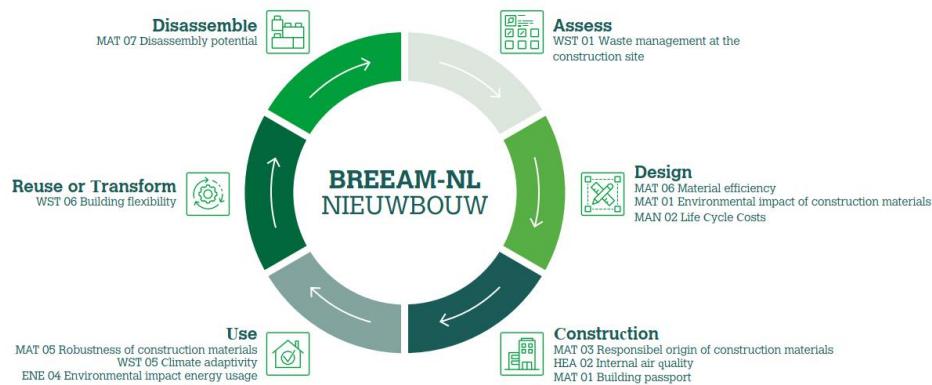 Disassemble
MAT 07 Disassembly potential
Assess
WST 01 Waste management at the
construction site
Reuse or Transform
WST 06 Building flexibility
BREEAM-NL
NIEUWBOUW
Design
MAT 06 Material efficiency
MAT 01 Environmental impact of construction materials
MAN 02 Life Cycle Costs
Use
MAT 05 Robustness of construction materials
WST 05 Climate adaptivity
ENE 04 Environmental impact energy usage
Construction
MAT 03 Responsibel origin of construction materials
HEA 02 Internal air quality
MAT 01 Building passport